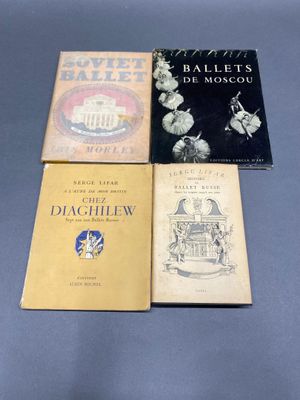 SOVIET
BALLET
IRIS MORLEY
BALLETS
DE MOSCOU
EDITIONS CERCLE D'ART
SERGE LIFAR
A L'AUBE DE MON DESTIN
CHEZ
DIAGHILEW
Sept ans aux Ballets Russes
EDITIONS
ALBIN MICHEL
SERGE LIFAR
HISTOIRE
DU
BALLET RUSSE